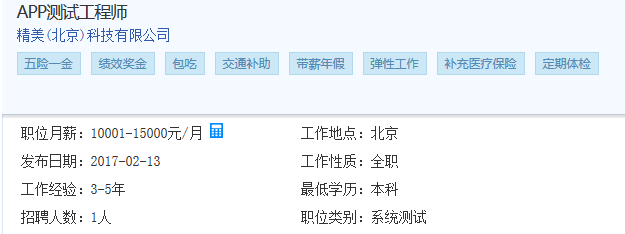 APP测试工程师
精美(北京)科技有限公司
五险一金 绩效奖金 包吃 交通补助 带薪年假 弹性工作 补充医疗保险 定期体检
职位月薪：10001-15000元/月 工作地点：北京
发布日期：2017-02-13 工作性质：全职
工作经验：3-5年 最低学历：本科
招聘人数：1人 职位类别：系统测试